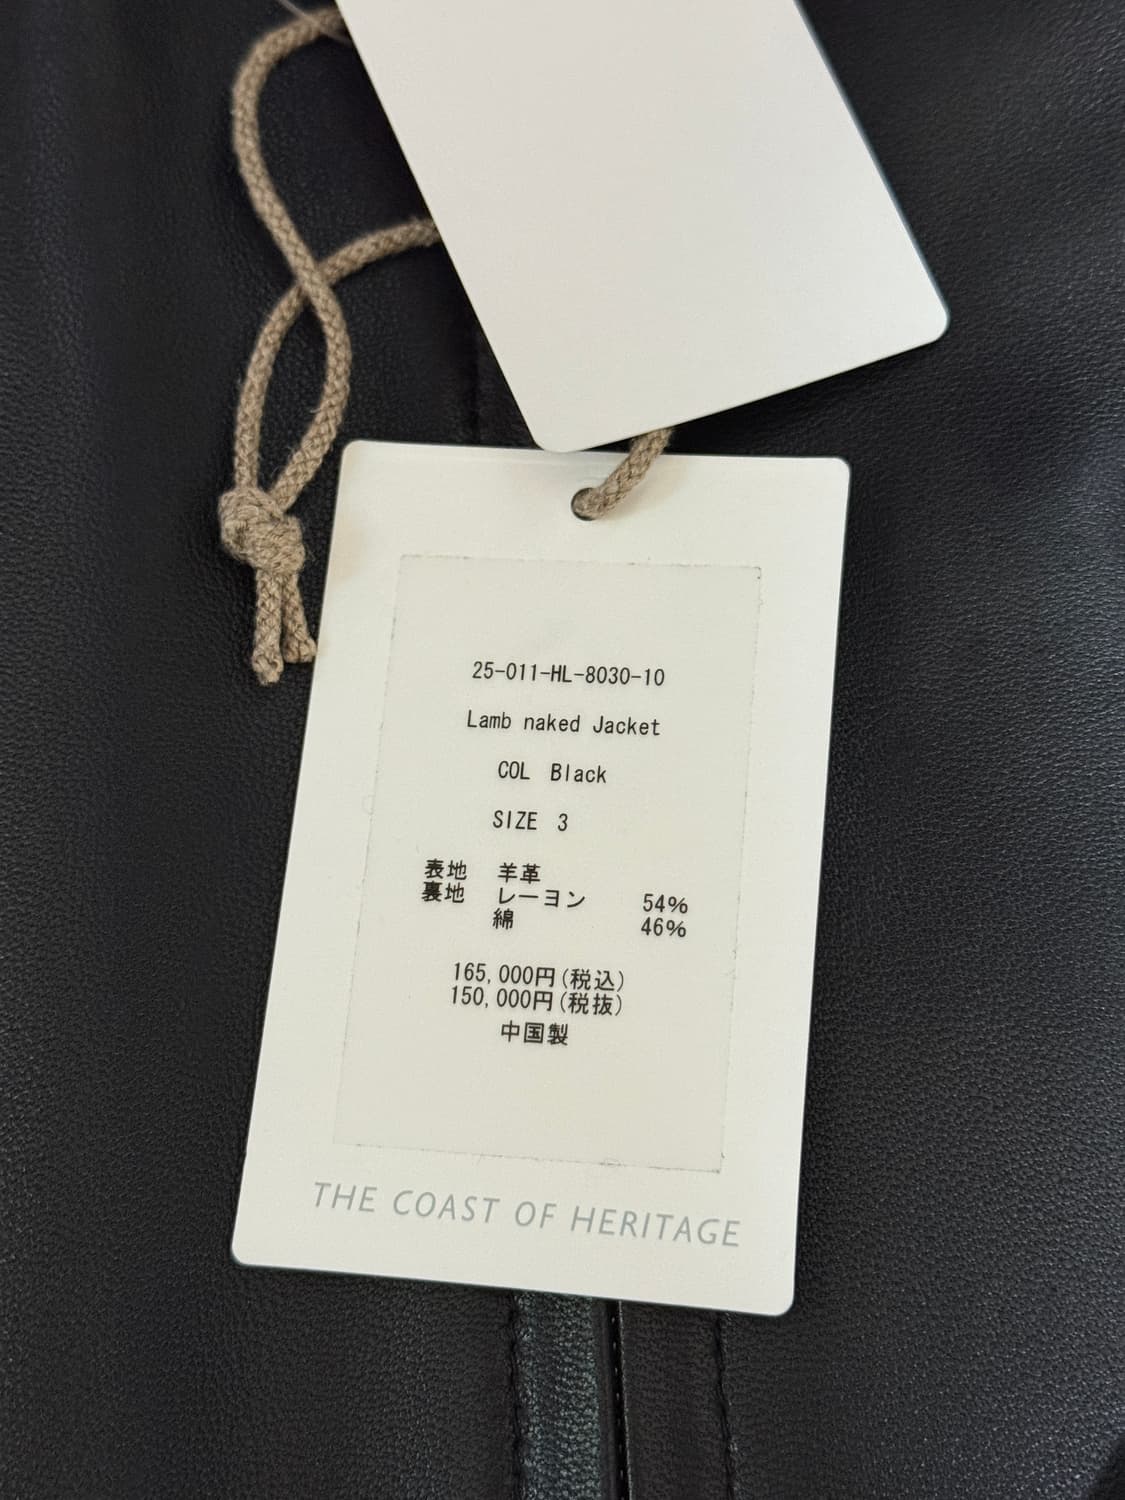 25-011-HL-8030-10
Lamb naked Jacket
COL Black
SIZE 3
表地 羊革
裏地 レーヨン 54%
綿 46%
165,000円(税込)
150,000円(税抜)
中国製
THE COAST OF HERITAGE